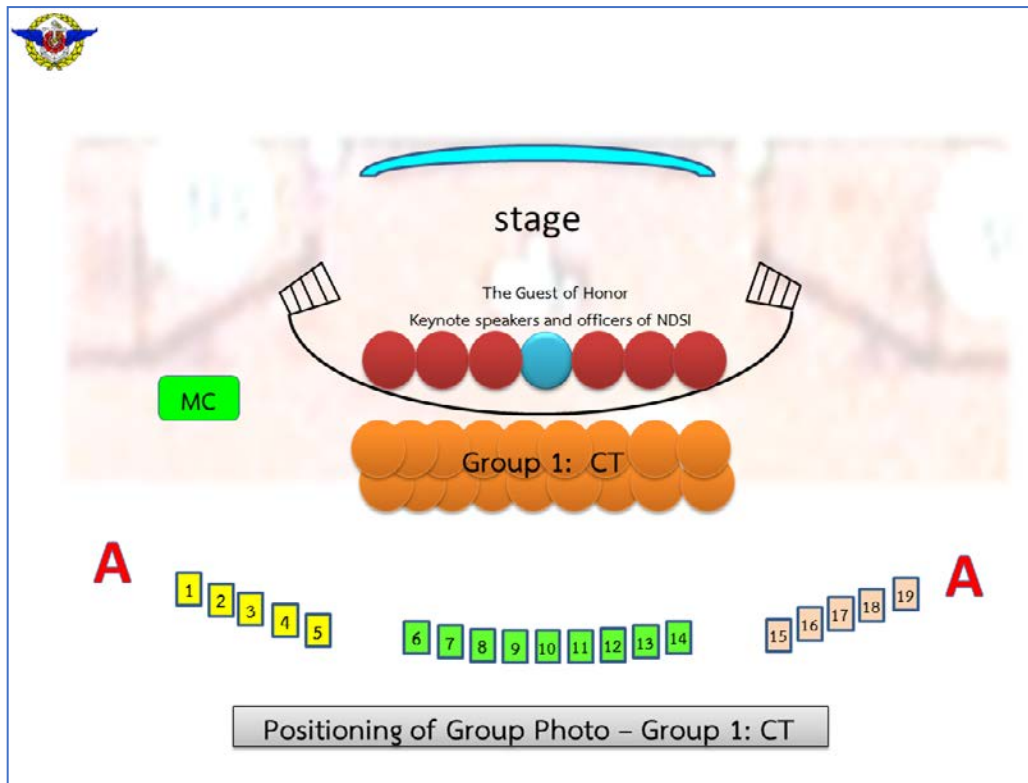 stage
The Guest of Honor
Keynote speakers and officers of NDSI
MC
Group 1: CT
A
A
1
2
3
4
5
6
7
8
9
10
11
12
13
14
15
16
17
18
19
Positioning of Group Photo – Group 1: CT